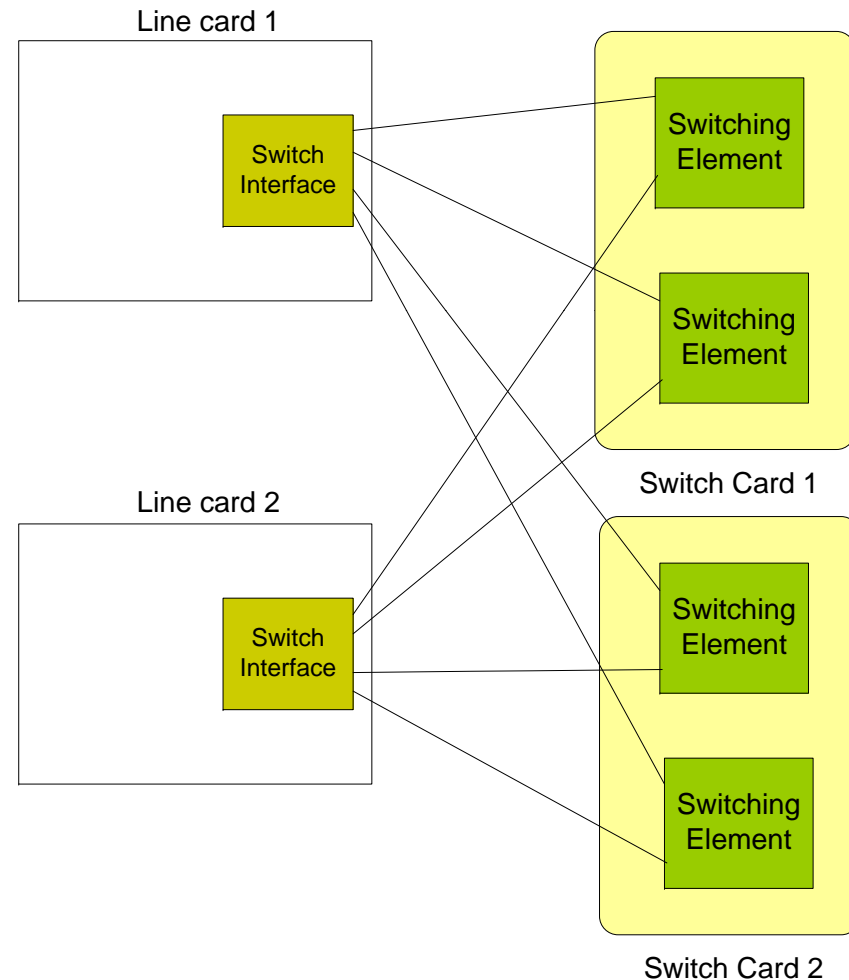 Line card 1
Switch
Interface
Switching
Element
Switching
Element
Switch Card 1
Line card 2
Switch
Interface
Switching
Element
Switching
Element
Switch Card 2